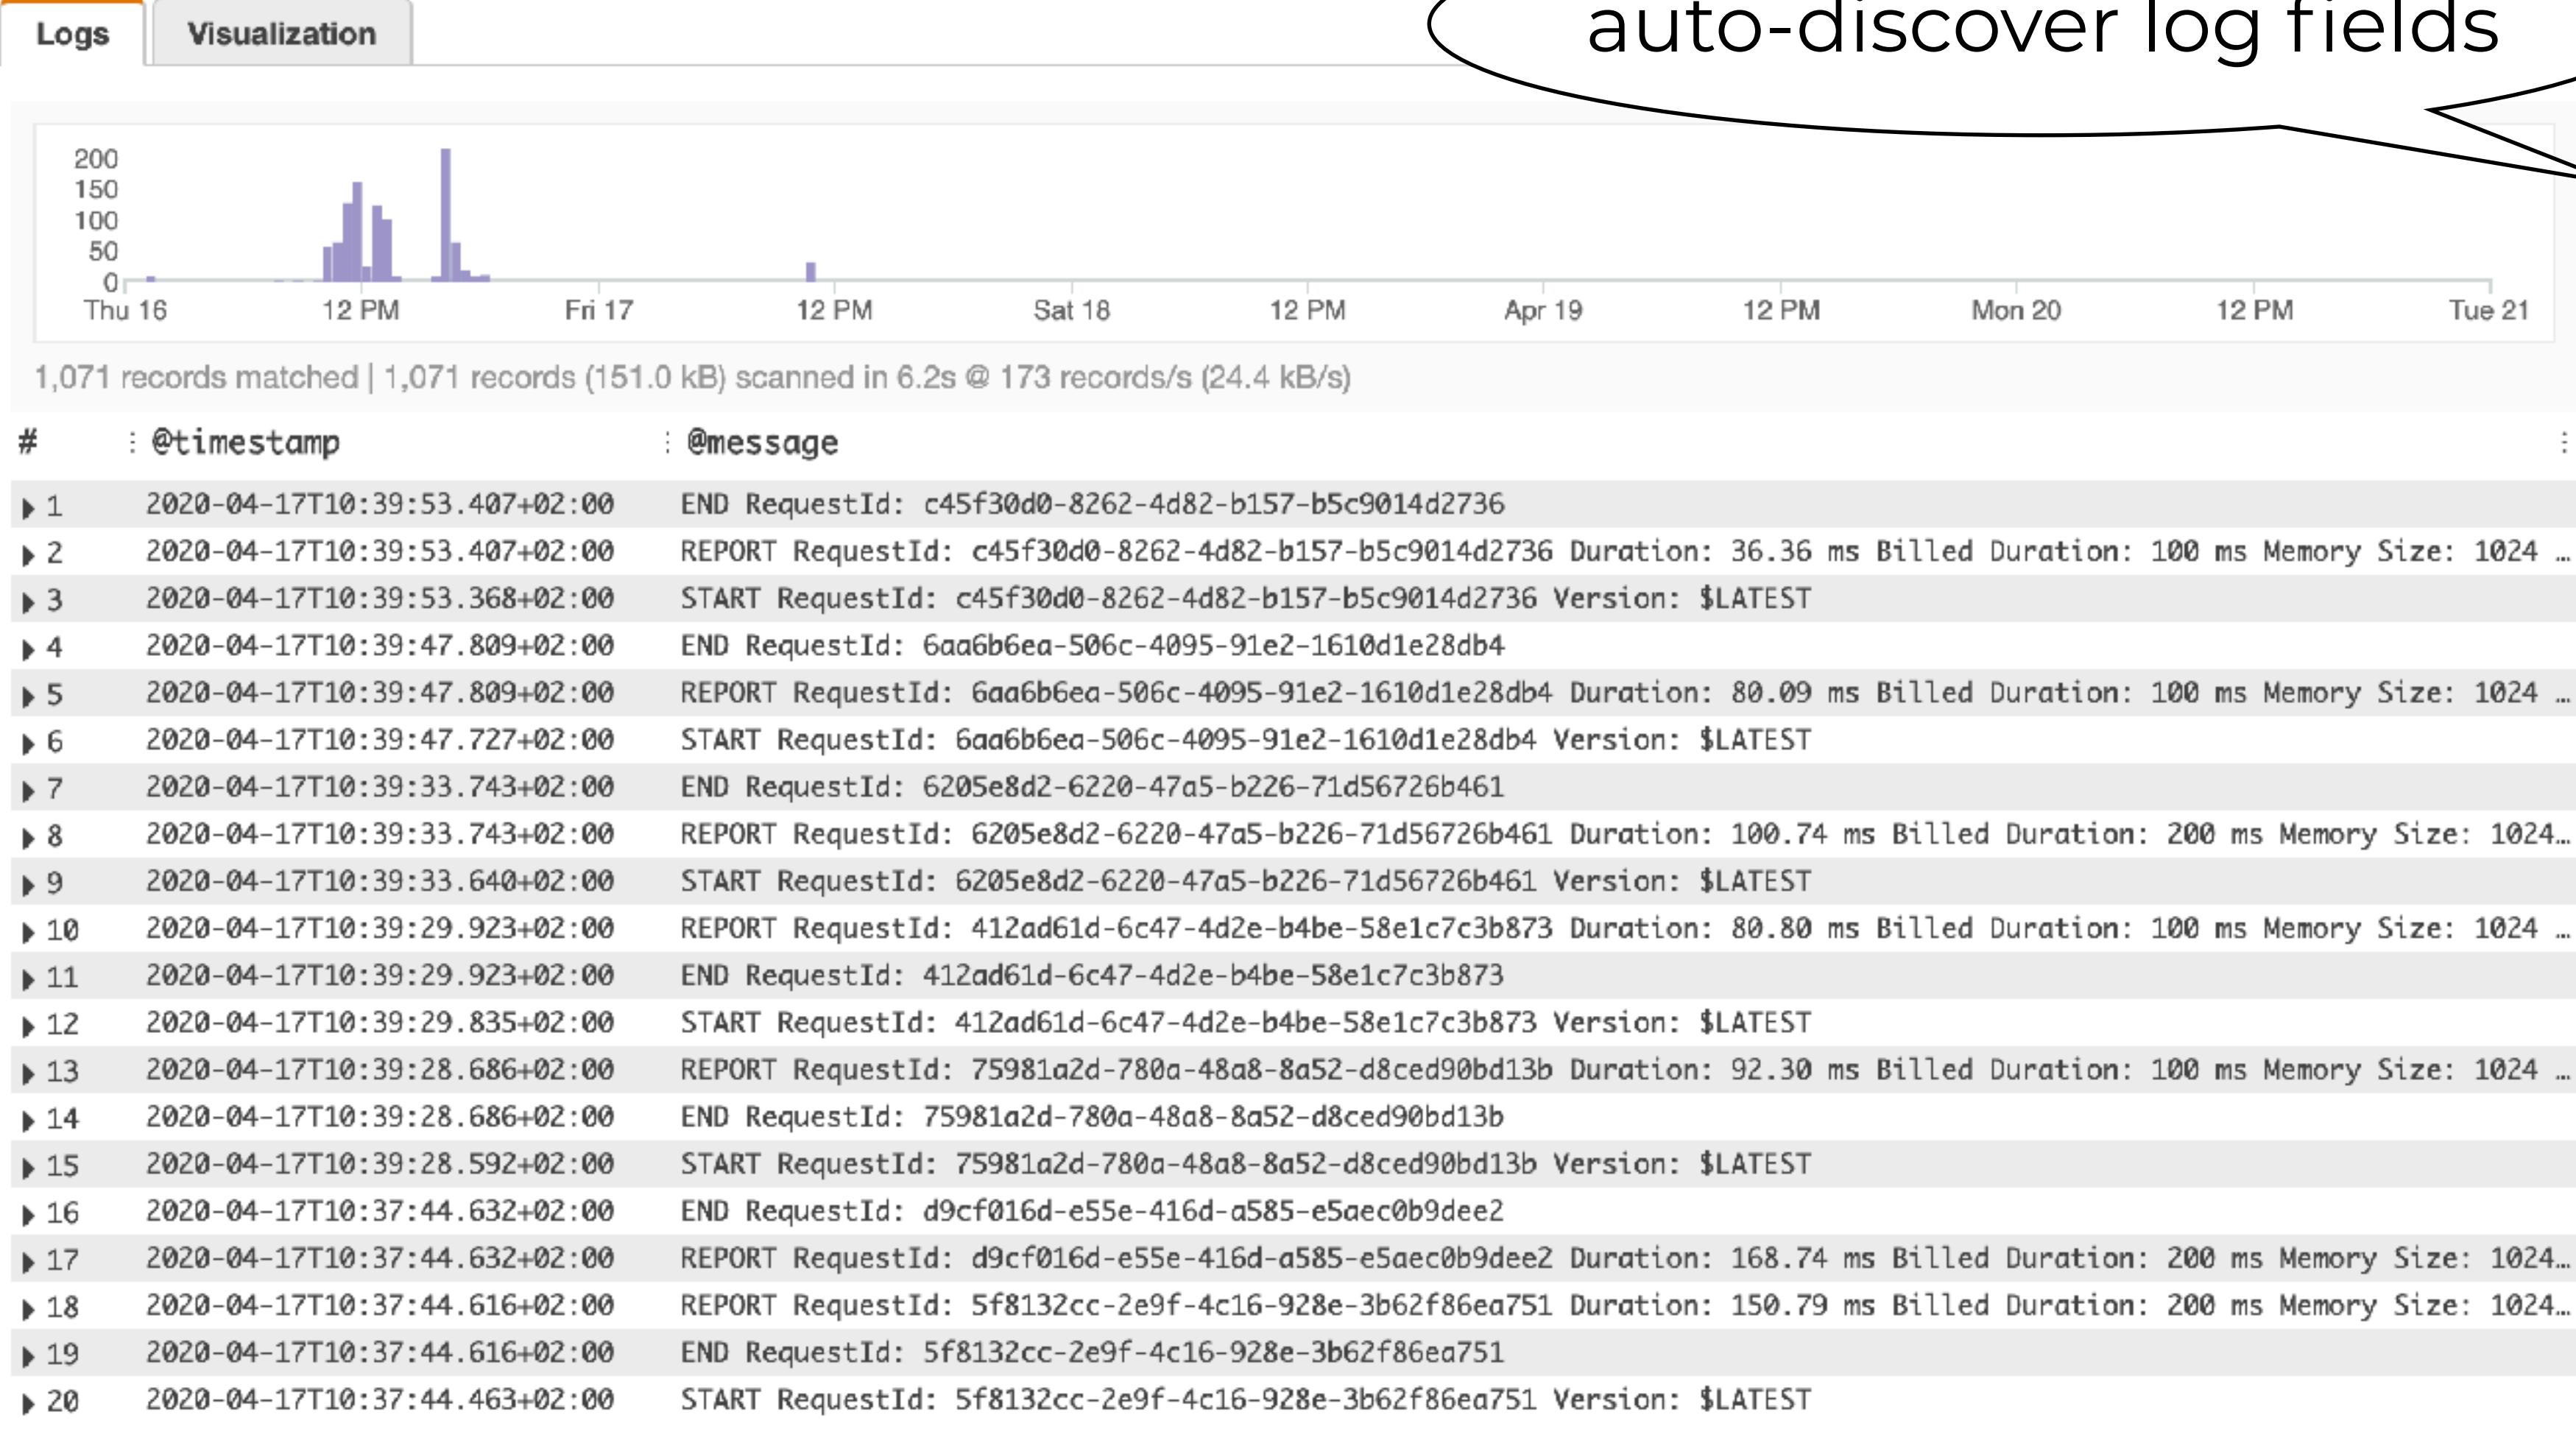 auto-discover log fields
Logs Visualization
200
150
100
50
0
Thu 16 12 PM Fri 17 12 PM Sat 18 12 PM Apr 19 12 PM Mon 20 12 PM Tue 21
1,071 records matched | 1,071 records (151.0 kB) scanned in 6.2s @ 173 records/s (24.4 kB/s)
# : @timestamp : @message :
1 2020-04-17T10:39:53.407+02:00 END RequestId: c45f30d0-8262-4d82-b157-b5c9014d2736
2 2020-04-17T10:39:53.407+02:00 REPORT RequestId: c45f30d0-8262-4d82-b157-b5c9014d2736 Duration: 36.36 ms Billed Duration: 100 ms Memory Size: 1024 …
3 2020-04-17T10:39:53.368+02:00 START RequestId: c45f30d0-8262-4d82-b157-b5c9014d2736 Version: $LATEST
4 2020-04-17T10:39:47.809+02:00 END RequestId: 6aa6b6ea-506c-4095-91e2-1610d1e28db4
5 2020-04-17T10:39:47.809+02:00 REPORT RequestId: 6aa6b6ea-506c-4095-91e2-1610d1e28db4 Duration: 80.09 ms Billed Duration: 100 ms Memory Size: 1024 …
6 2020-04-17T10:39:47.727+02:00 START RequestId: 6aa6b6ea-506c-4095-91e2-1610d1e28db4 Version: $LATEST
7 2020-04-17T10:39:33.743+02:00 END RequestId: 6205e8d2-6220-47a5-b226-71d56726b461
8 2020-04-17T10:39:33.743+02:00 REPORT RequestId: 6205e8d2-6220-47a5-b226-71d56726b461 Duration: 100.74 ms Billed Duration: 200 ms Memory Size: 1024…
9 2020-04-17T10:39:33.640+02:00 START RequestId: 6205e8d2-6220-47a5-b226-71d56726b461 Version: $LATEST
10 2020-04-17T10:39:29.923+02:00 REPORT RequestId: 412ad61d-6c47-4d2e-b4be-58e1c7c3b873 Duration: 80.80 ms Billed Duration: 100 ms Memory Size: 1024 …
11 2020-04-17T10:39:29.923+02:00 END RequestId: 412ad61d-6c47-4d2e-b4be-58e1c7c3b873
12 2020-04-17T10:39:29.835+02:00 START RequestId: 412ad61d-6c47-4d2e-b4be-58e1c7c3b873 Version: $LATEST
13 2020-04-17T10:39:28.686+02:00 REPORT RequestId: 75981a2d-780a-48a8-8a52-d8ced90bd13b Duration: 92.30 ms Billed Duration: 100 ms Memory Size: 1024 …
14 2020-04-17T10:39:28.686+02:00 END RequestId: 75981a2d-780a-48a8-8a52-d8ced90bd13b
15 2020-04-17T10:39:28.592+02:00 START RequestId: 75981a2d-780a-48a8-8a52-d8ced90bd13b Version: $LATEST
16 2020-04-17T10:37:44.632+02:00 END RequestId: d9cf016d-e55e-416d-a585-e5aec0b9dee2
17 2020-04-17T10:37:44.632+02:00 REPORT RequestId: d9cf016d-e55e-416d-a585-e5aec0b9dee2 Duration: 168.74 ms Billed Duration: 200 ms Memory Size: 1024…
18 2020-04-17T10:37:44.616+02:00 REPORT RequestId: 5f8132cc-2e9f-4c16-928e-3b62f86ea751 Duration: 150.79 ms Billed Duration: 200 ms Memory Size: 1024…
19 2020-04-17T10:37:44.616+02:00 END RequestId: 5f8132cc-2e9f-4c16-928e-3b62f86ea751
20 2020-04-17T10:37:44.463+02:00 START RequestId: 5f8132cc-2e9f-4c16-928e-3b62f86ea751 Version: $LATEST